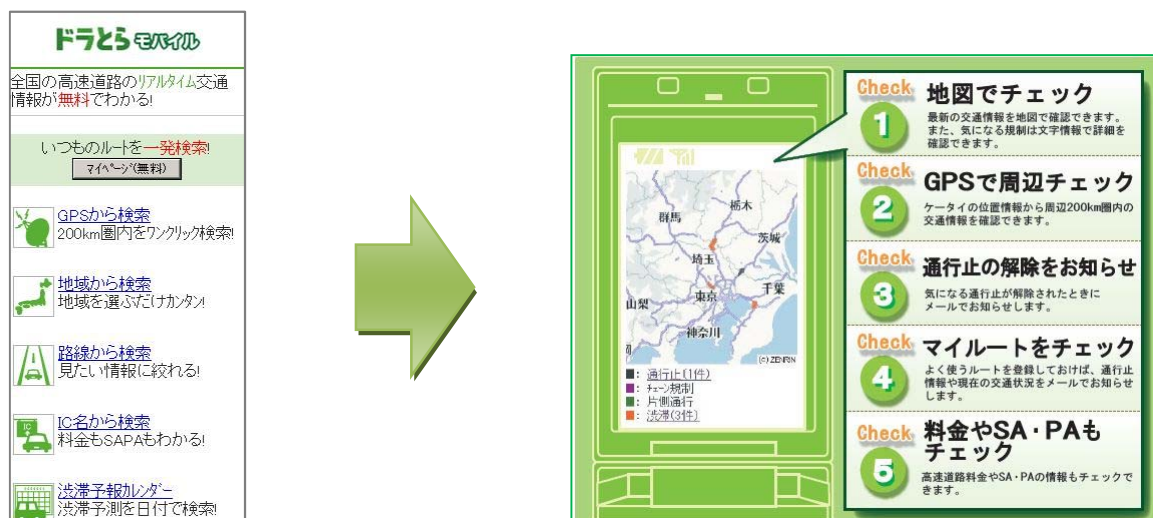 ドラとらモバイル
全国の高速道路のリアルタイム交通
情報が無料でわかる!
いつものルートを一発検索!
マイページ(無料)
GPSから検索
200km圏内をワンクリック検索!
地域から検索
地域を選ぶだけカンタン!
路線から検索
見たい情報に絞れる!
IC名から検索
料金もSAPAもわかる!
渋滞予報カレンダー
渋滞予測を日付で検索!
群馬
栃木
茨城
埼玉
東京
千葉
山梨
神奈川
(c)ZENRIN
■: 通行止(1件)
■: チェーン規制
■: 片側通行
■: 渋滞(3件)
Check
1
地図でチェック
最新の交通情報を地図で確認できます。
また、気になる規制は文字情報で詳細を
確認できます。
Check
2
GPSで周辺チェック
ケータイの位置情報から周辺200km圏内の
交通情報を確認できます。
Check
3
通行止の解除をお知らせ
気になる通行止が解除されたときに
メールでお知らせします。
Check
4
マイルートをチェック
よく使うルートを登録しておけば、通行止
情報や現在の交通状況をメールでお知らせ
します。
Check
5
料金やSA・PAも
チェック
高速道路料金やSA・PAの情報もチェックで
きます。